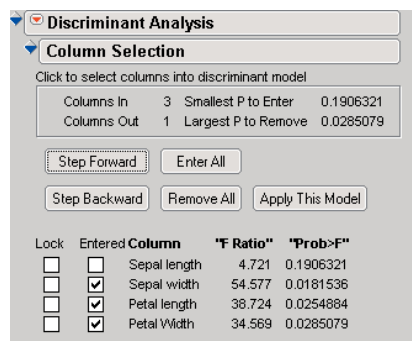 Discriminant Analysis
Column Selection
Click to select columns into discriminant model
Columns In 3 Smallest P to Enter 0.1906321
Columns Out 1 Largest P to Remove 0.0285079
Step Forward Enter All
Step Backward Remove All Apply This Model
Lock Entered Column "F Ratio" "Prob>F"
Sepal length 4.721 0.1906321
Sepal width 54.577 0.0181536
Petal length 38.724 0.0254884
Petal Width 34.569 0.0285079